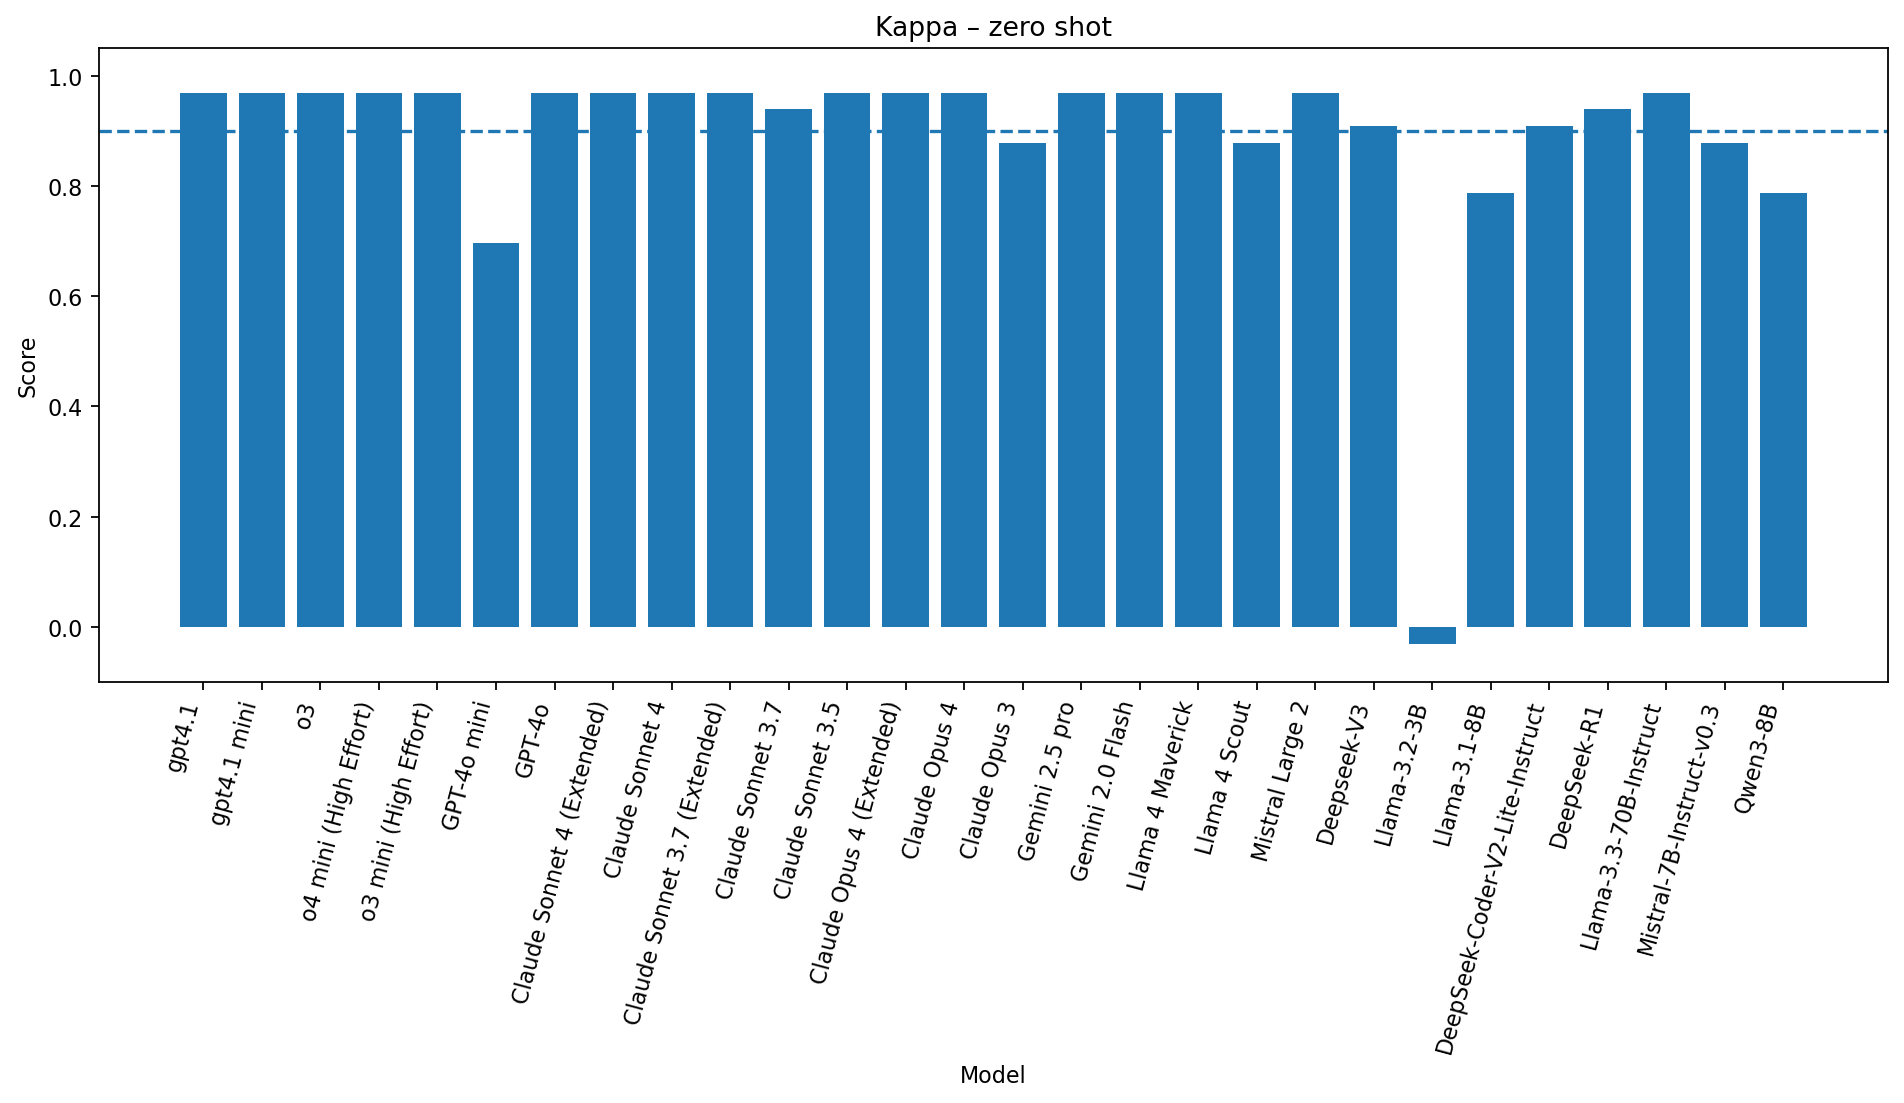 Kappa – zero shot
1.0
0.8
0.6
0.4
0.2
0.0
Score
gpt4.1
gpt4.1 mini
o3
o4 mini (High Effort)
o3 mini (High Effort)
GPT-4o mini
GPT-4o
Claude Sonnet 4 (Extended)
Claude Sonnet 4
Claude Sonnet 3.7 (Extended)
Claude Sonnet 3.7
Claude Sonnet 3.5
Claude Opus 4 (Extended)
Claude Opus 4
Claude Opus 3
Gemini 2.5 pro
Gemini 2.0 Flash
Llama 4 Maverick
Llama 4 Scout
Mistral Large 2
Deepseek-V3
Llama-3.2-3B
Llama-3.1-8B
DeepSeek-Coder-V2-Lite-Instruct
DeepSeek-R1
Llama-3.3-70B-Instruct
Mistral-7B-Instruct-v0.3
Qwen3-8B
Model